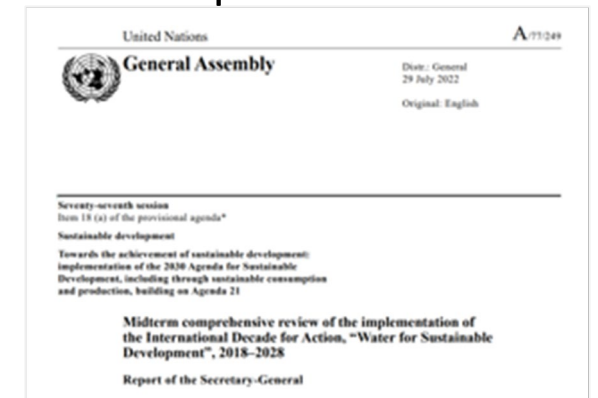 United Nations
A/77/249
General Assembly
Distr.: General
29 July 2022
Original: English
Seventy-seventh session
Item 18 (a) of the provisional agenda*
Sustainable development
Towards the achievement of sustainable development:
implementation of the 2030 Agenda for Sustainable
Development, including through sustainable consumption
and production, building on Agenda 21
Midterm comprehensive review of the implementation of
the International Decade for Action, “Water for Sustainable
Development”, 2018–2028
Report of the Secretary-General